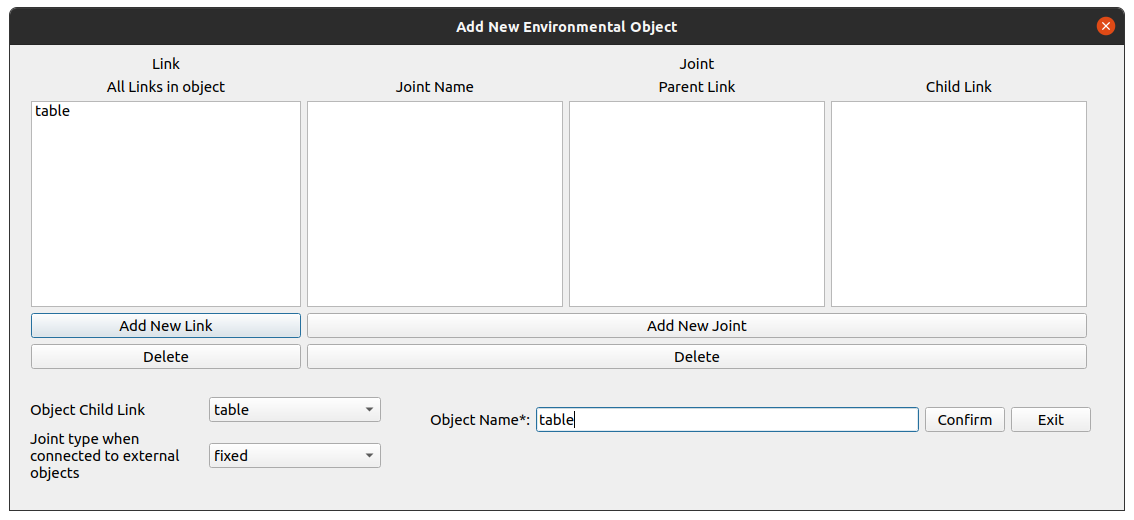 Add New Environmental Object
Link
Joint
All Links in object
Joint Name
Parent Link
Child Link
table
Add New Link
Add New Joint
Delete
Delete
Object Child Link
table
Joint type when
connected to external
objects
fixed
Object Name*:
table
Confirm
Exit